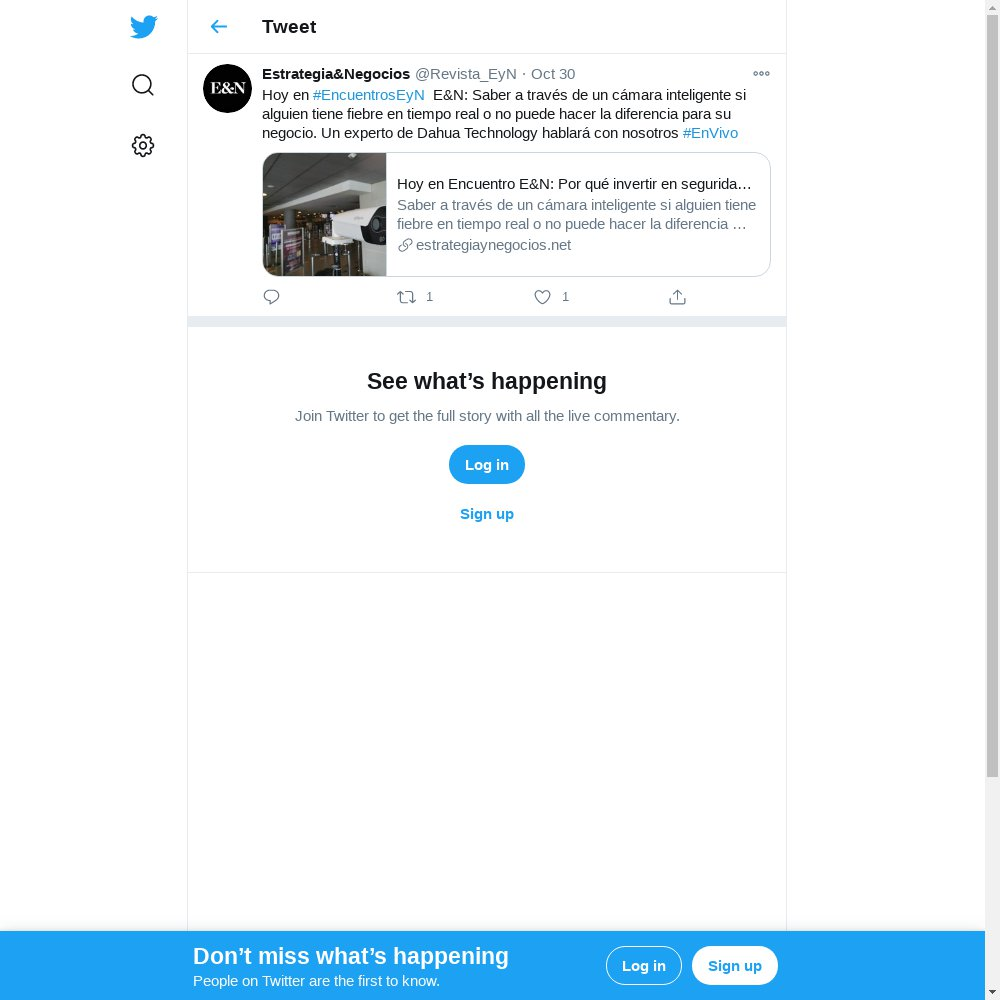 Tweet
E&N
Estrategia&Negocios @Revista_EyN · Oct 30
Hoy en #EncuentrosEyN E&N: Saber a través de un cámara inteligente si
alguien tiene fiebre en tiempo real o no puede hacer la diferencia para su
negocio. Un experto de Dahua Technology hablará con nosotros #EnVivo
Hoy en Encuentro E&N: Por qué invertir en segurida…
Saber a través de un cámara inteligente si alguien tiene
fiebre en tiempo real o no puede hacer la diferencia …
estrategiaynegocios.net
1 1
See what’s happening
Join Twitter to get the full story with all the live commentary.
Log in
Sign up
Don’t miss what’s happening
People on Twitter are the first to know.
Log in Sign up